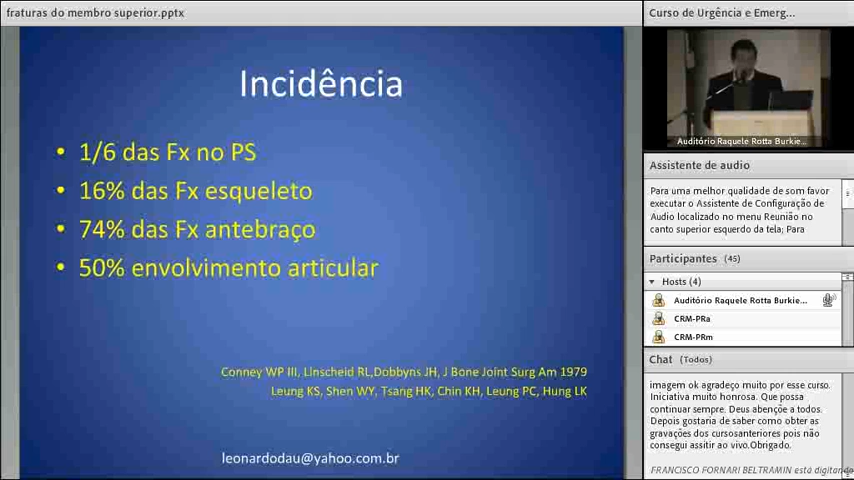 fraturas do membro superior.pptx
Incidência
• 1/6 das Fx no PS
• 16% das Fx esqueleto
• 74% das Fx antebraço
• 50% envolvimento articular
Conney WP III, Linscheid RL,Dobbyns JH, J Bone Joint Surg Am 1979
Leung KS, Shen WY, Tsang HK, Chin KH, Leung PC, Hung LK
leonardodau@yahoo.com.br
Curso de Urgência e Emerg...
Auditório Raquele Rotta Burkie...
Assistente de audio
Para uma melhor qualidade de som favor
executar o Assistente de Configuração de
Audio localizado no menu Reunião no
canto superior esquerdo da tela; Para
Participantes (45)
Hosts (4)
Auditório Raquele Rotta Burkie...
CRM-PRa
CRM-PRm
Chat (Todos)
imagem ok agradeço muito por esse curso.
Iniciativa muito honrosa. Que possa
continuar sempre. Deus abençõe a todos.
Depois gostaria de saber como obter as
gravações dos cursosanteriores pois não
consegui assitir ao vivo.Obrigado.
FRANCISCO FORNARI BELTRAMIN está digitando